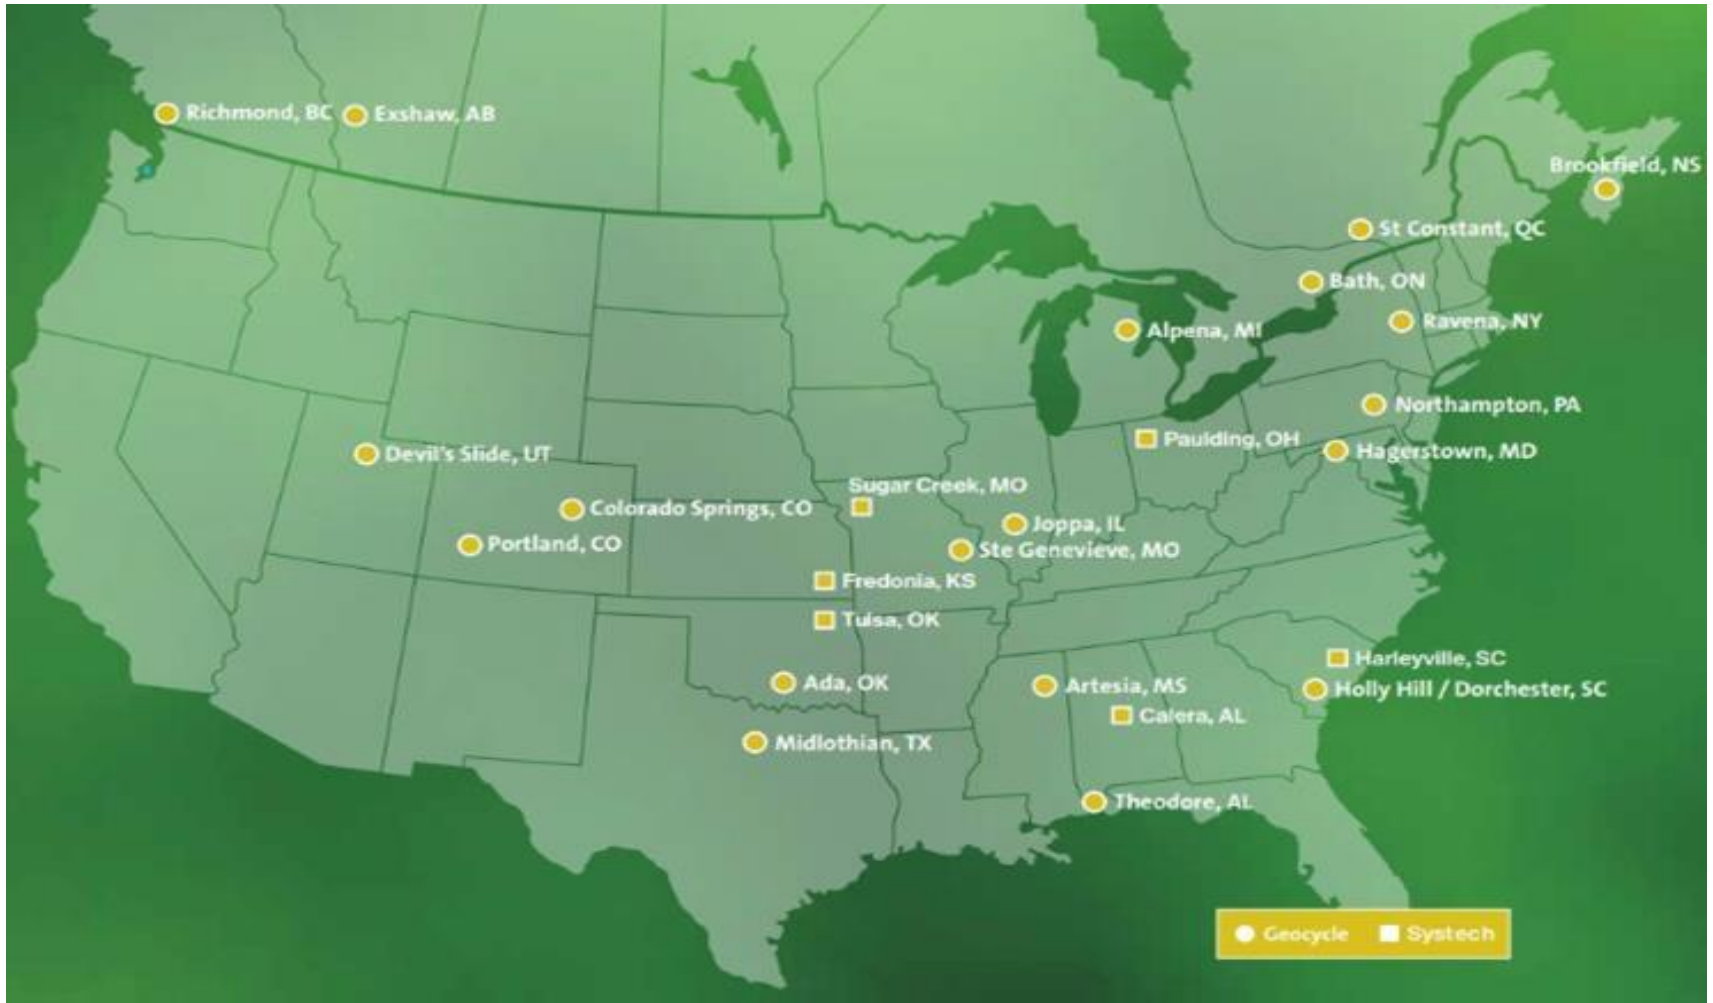 Richmond, BC
Exshaw, AB
Brookfield, NS
St Constant, QC
Bath, ON
Ravena, NY
Alpena, MI
Northampton, PA
Paulding, OH
Hagerstown, MD
Devil's Slide, UT
Sugar Creek, MO
Colorado Springs, CO
Joppa, IL
Portland, CO
Ste Genevieve, MO
Fredonia, KS
Tulsa, OK
Harleyville, SC
Ada, OK
Artesia, MS
Holly Hill / Dorchester, SC
Calera, AL
Midlothian, TX
Theodore, AL
Geocycle Systech